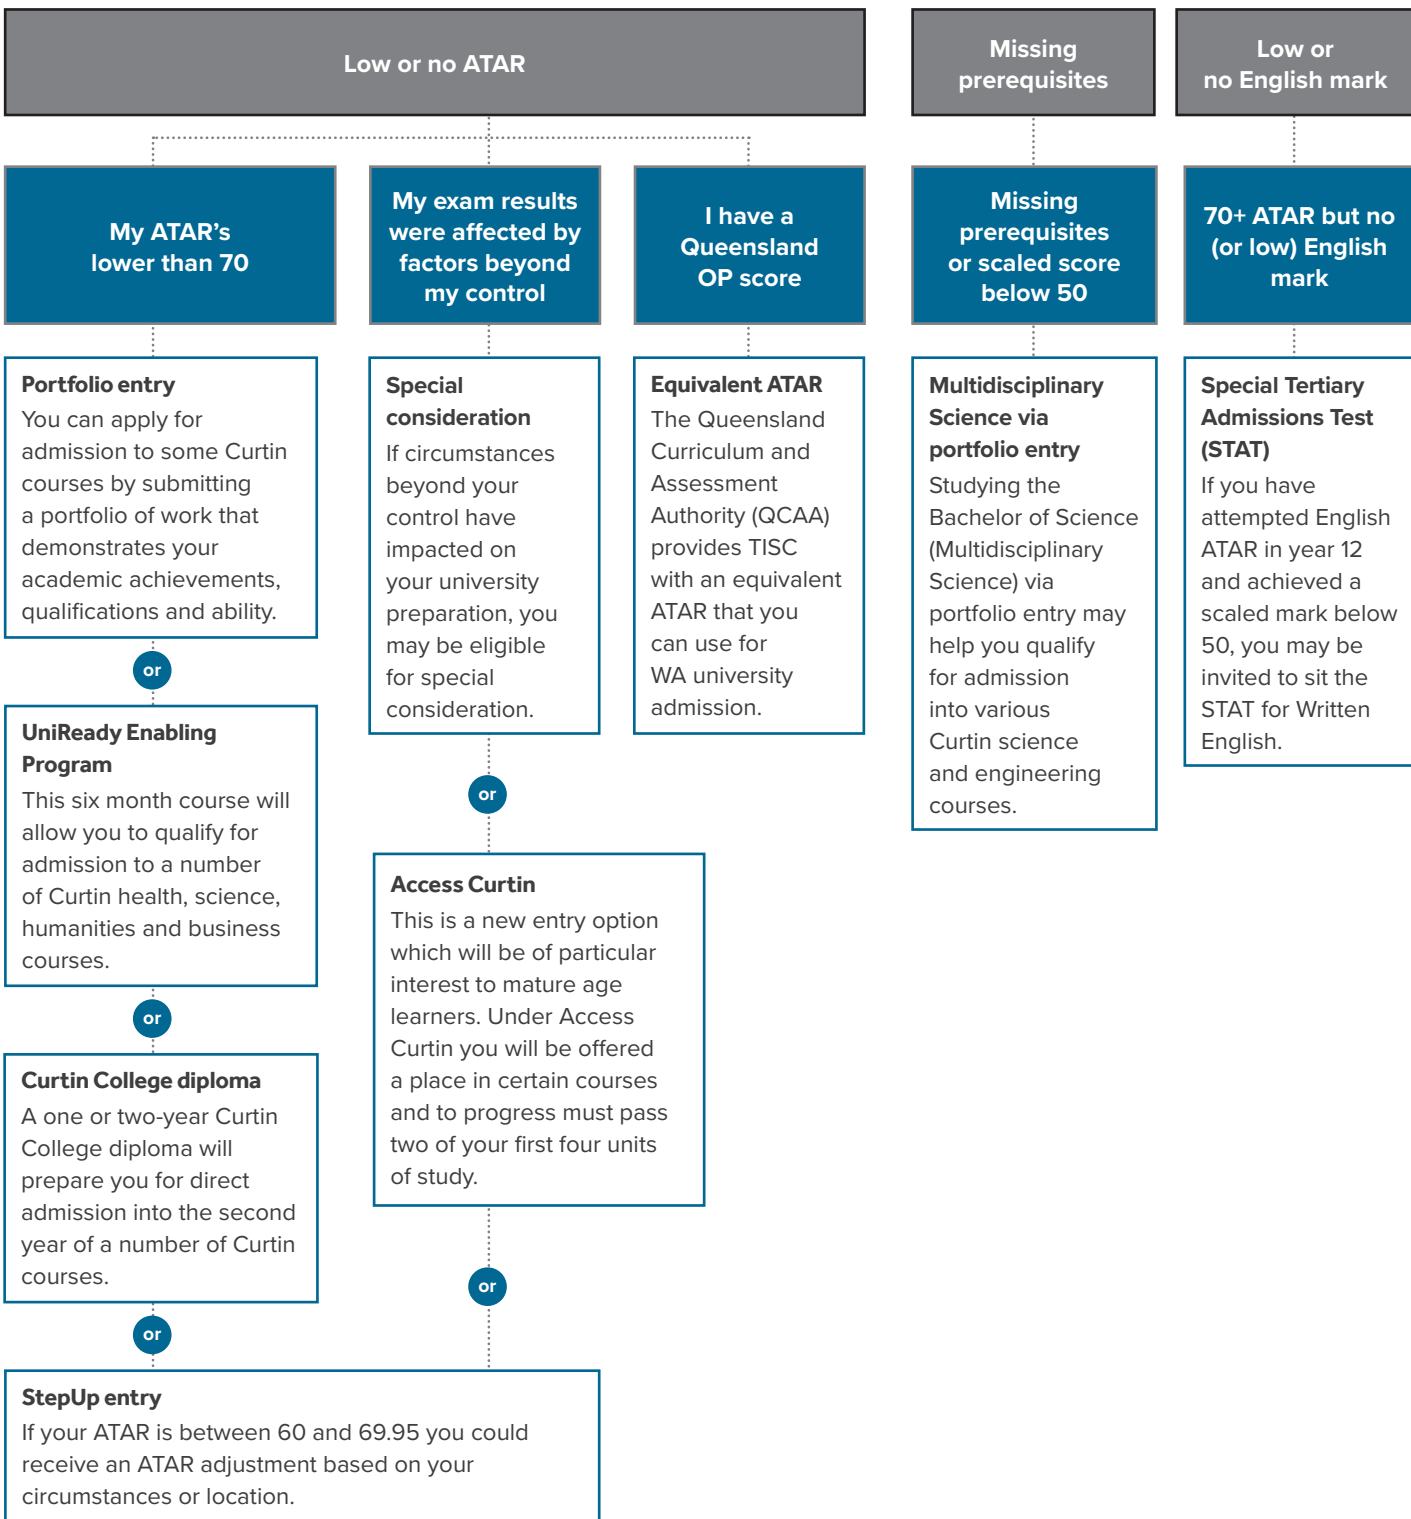 Low or no ATAR
Missing
prerequisites
Low or
no English mark
My ATAR's
lower than 70
My exam results
were affected by
factors beyond
my control
I have a
Queensland
OP score
Missing
prerequisites
or scaled score
below 50
70+ ATAR but no
(or low) English
mark
Portfolio entry
You can apply for
admission to some Curtin
courses by submitting
a portfolio of work that
demonstrates your
academic achievements,
qualifications and ability.
or
UniReady Enabling
Program
This six month course will
allow you to qualify for
admission to a number
of Curtin health, science,
humanities and business
courses.
or
Curtin College diploma
A one or two-year Curtin
College diploma will
prepare you for direct
admission into the second
year of a number of Curtin
courses.
or
Special
consideration
If circumstances
beyond your
control have
impacted on
your university
preparation, you
may be eligible
for special
consideration.
or
Access Curtin
This is a new entry option
which will be of particular
interest to mature age
learners. Under Access
Curtin you will be offered
a place in certain courses
and to progress must pass
two of your first four units
of study.
or
StepUp entry
If your ATAR is between 60 and 69.95 you could
receive an ATAR adjustment based on your
circumstances or location.
Equivalent ATAR
The Queensland
Curriculum and
Assessment
Authority (QCAA)
provides TISC
with an equivalent
ATAR that you
can use for
WA university
admission.
Multidisciplinary
Science via
portfolio entry
Studying the
Bachelor of Science
(Multidisciplinary
Science) via
portfolio entry may
help you qualify
for admission
into various
Curtin science
and engineering
courses.
Special Tertiary
Admissions Test
(STAT)
If you have
attempted English
ATAR in year 12
and achieved a
scaled mark below
50, you may be
invited to sit the
STAT for Written
English.